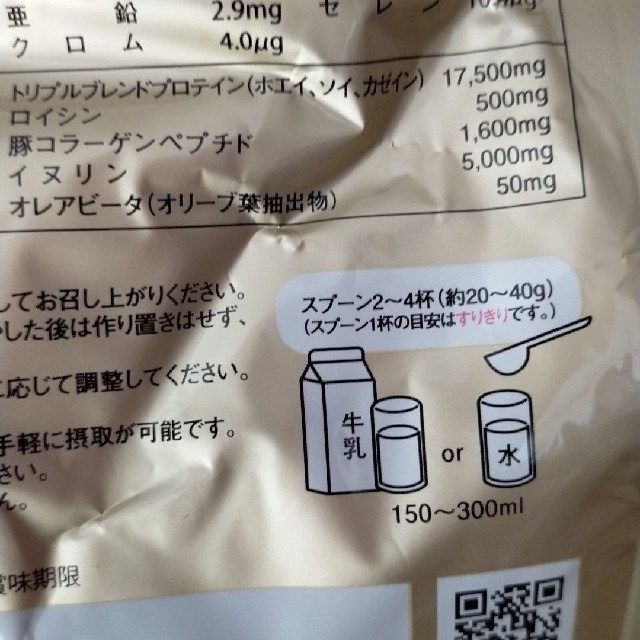 亜鉛 2.9mg セレン
クロム 4.0μg
トリプルブレンドプロテイン(ホエイ、ソイ、カゼイン) 17,500mg
ロイシン 500mg
豚コラーゲンペプチド 1,600mg
イヌリン 5,000mg
オレアビータ(オリーブ葉抽出物) 50mg
してお召し上がりください。
した後は作り置きはせず、
に応じて調整してください。
手軽に摂取が可能です。
さい。
ん。
スプーン2〜4杯(約20〜40g)
(スプーン1杯の目安はすりきりです。)
牛乳
or
水
150〜300ml
賞味期限